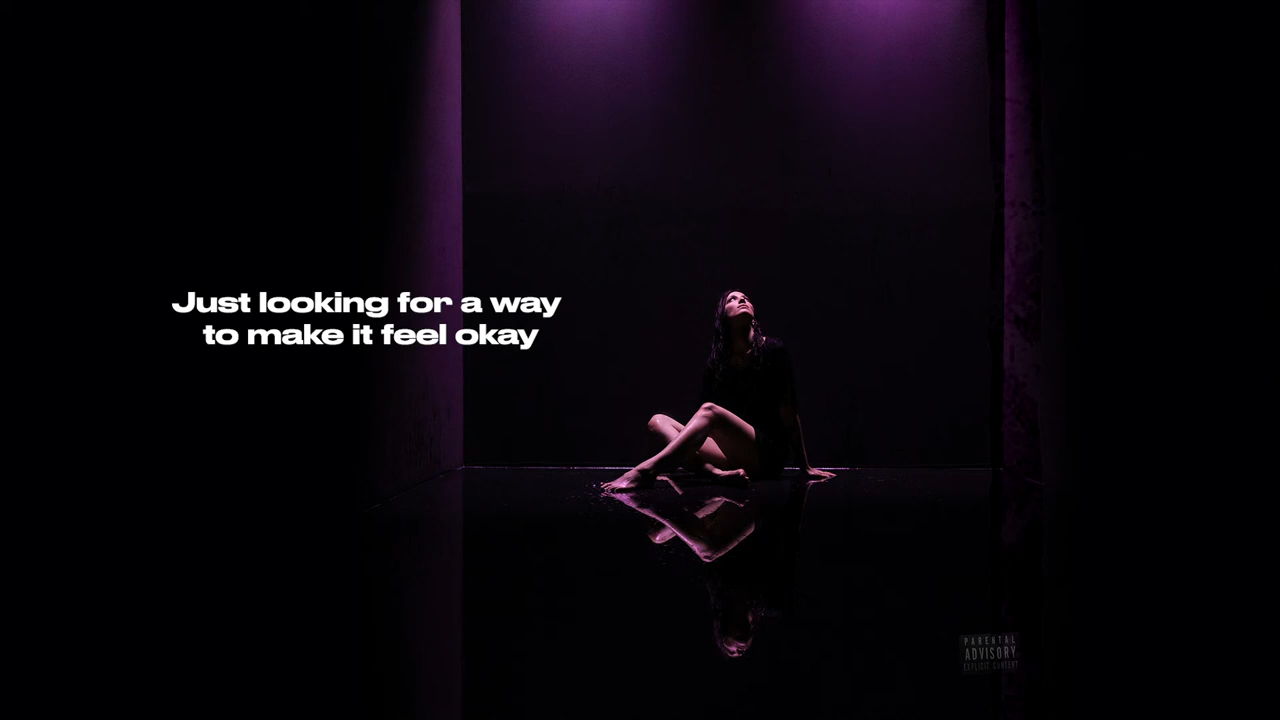 Just looking for a way
to make it feel okay
PARENTAL
ADVISORY
EXPLICIT CONTENT